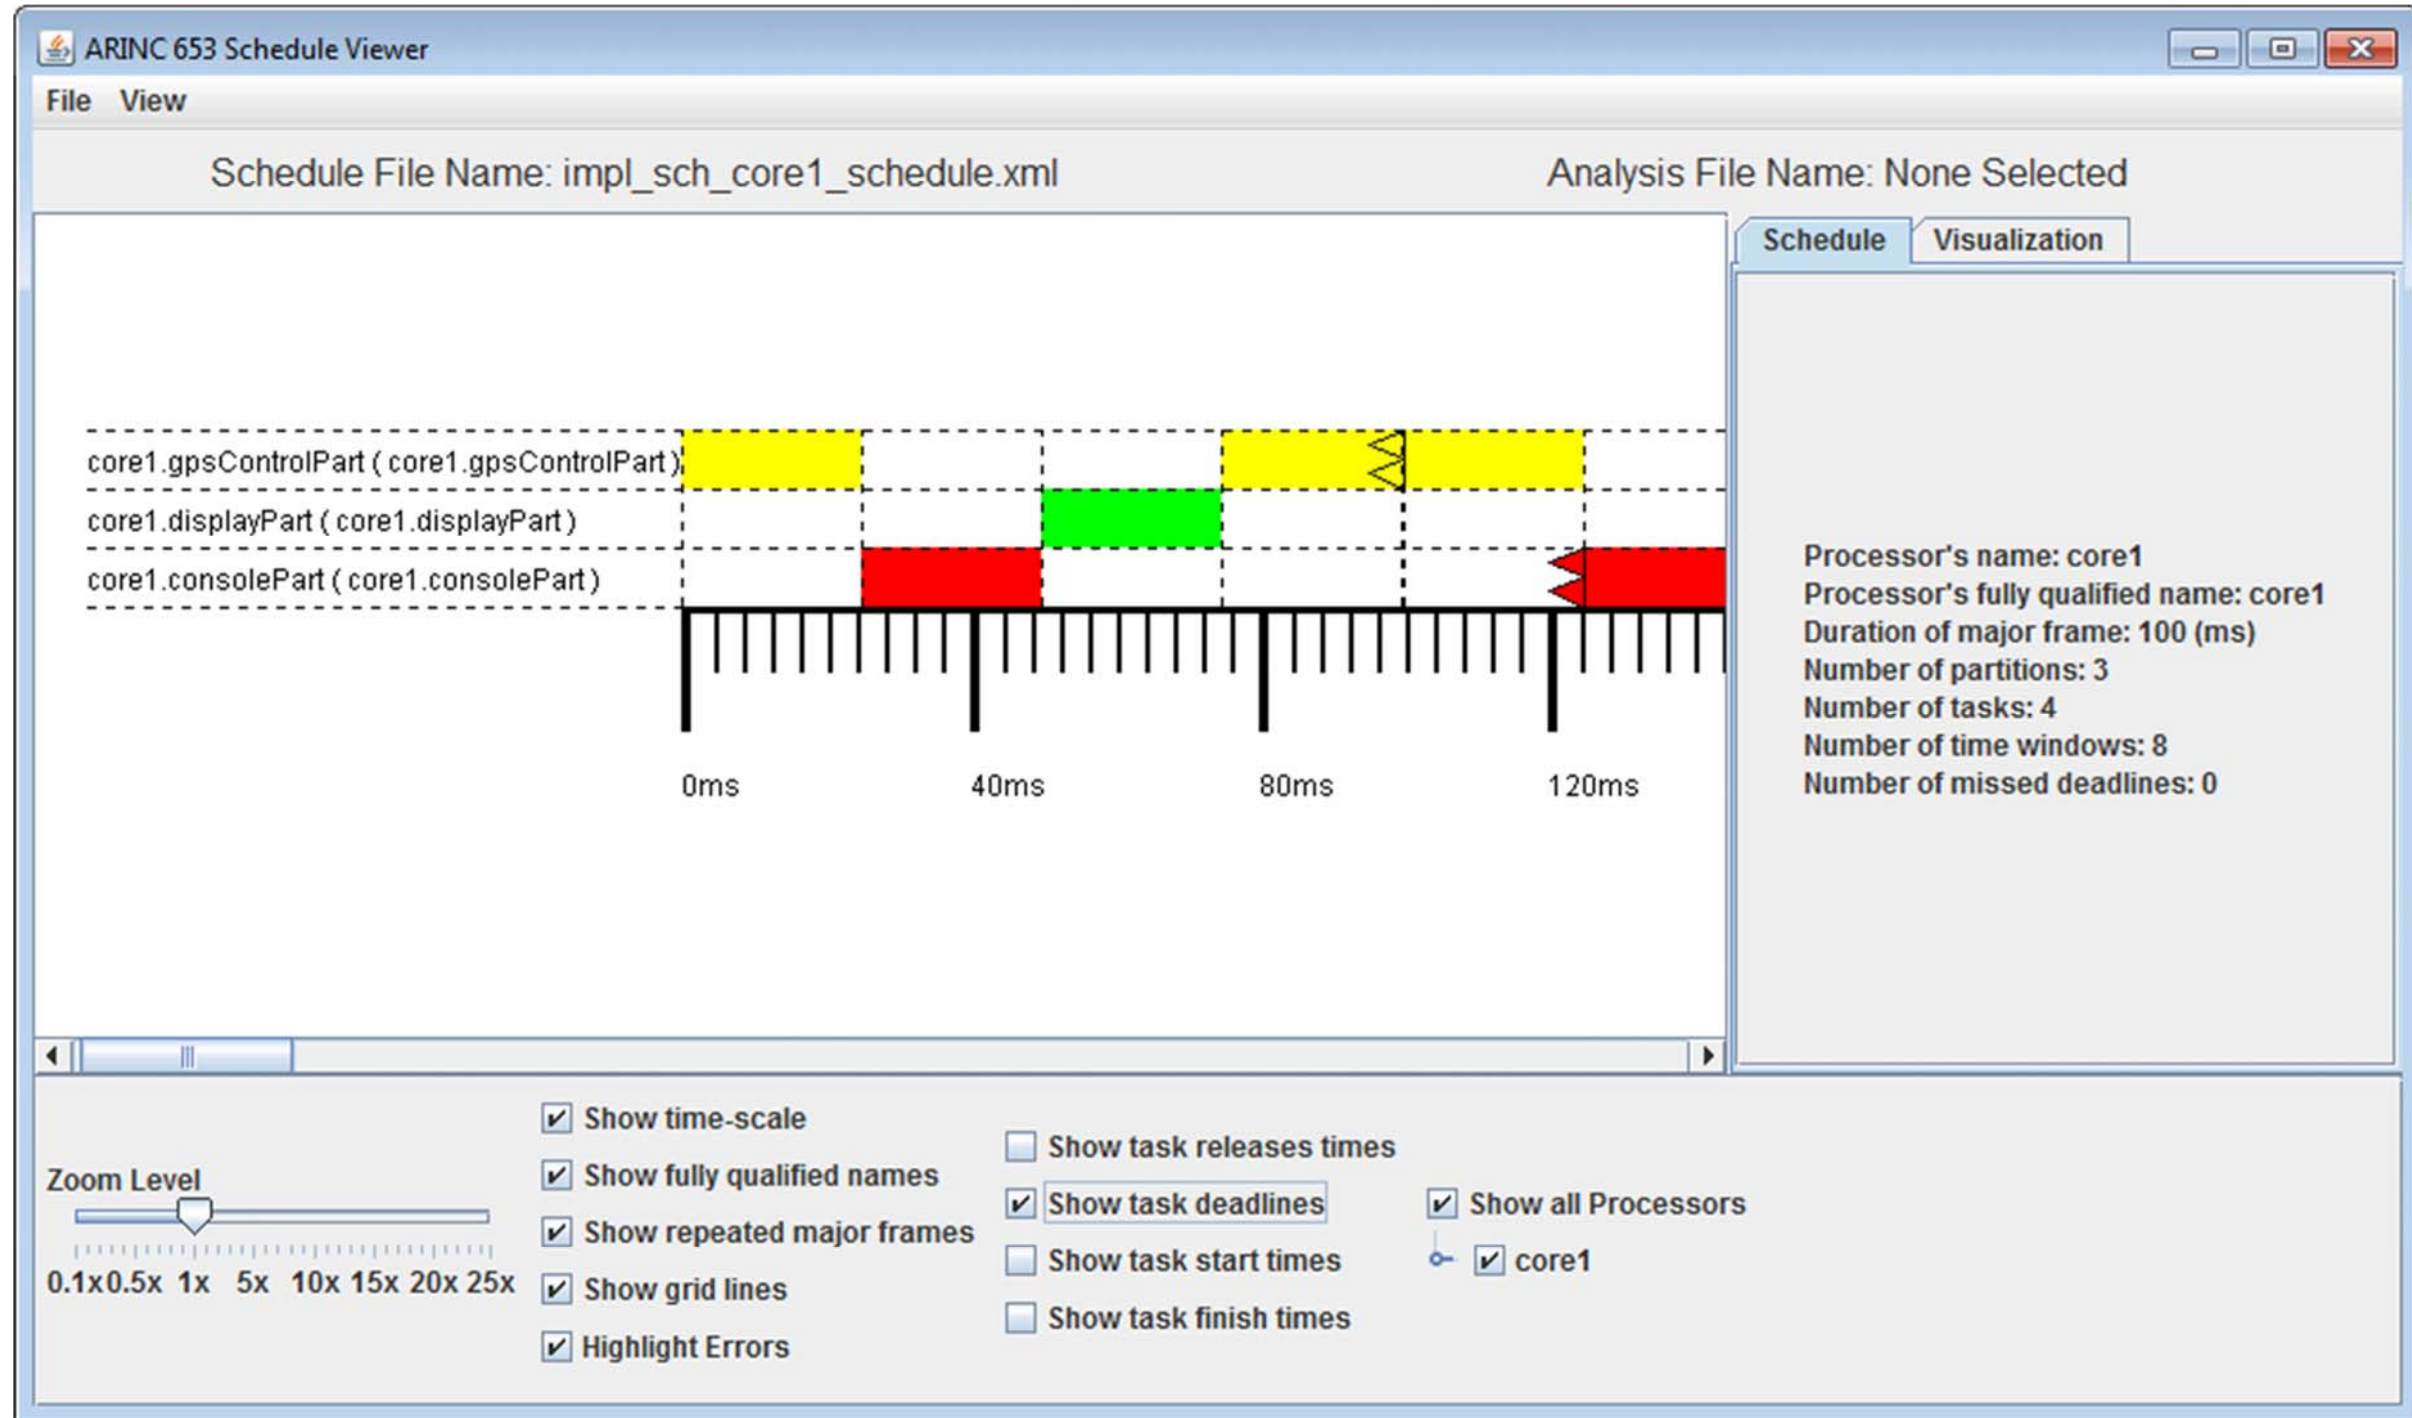 ARINC 653 Schedule Viewer
File View
Schedule File Name: impl_sch_core1_schedule.xml
Analysis File Name: None Selected
Schedule Visualization
core1.gpsControlPart ( core1.gpsControlPart )
core1.displayPart ( core1.displayPart )
core1.consolePart ( core1.consolePart )
0ms 40ms 80ms 120ms
Processor's name: core1
Processor's fully qualified name: core1
Duration of major frame: 100 (ms)
Number of partitions: 3
Number of tasks: 4
Number of time windows: 8
Number of missed deadlines: 0
Zoom Level
0.1x 0.5x 1x 5x 10x 15x 20x 25x
Show time-scale
Show fully qualified names
Show repeated major frames
Show grid lines
Highlight Errors
Show task releases times
Show task deadlines
Show task start times
Show task finish times
Show all Processors
core1